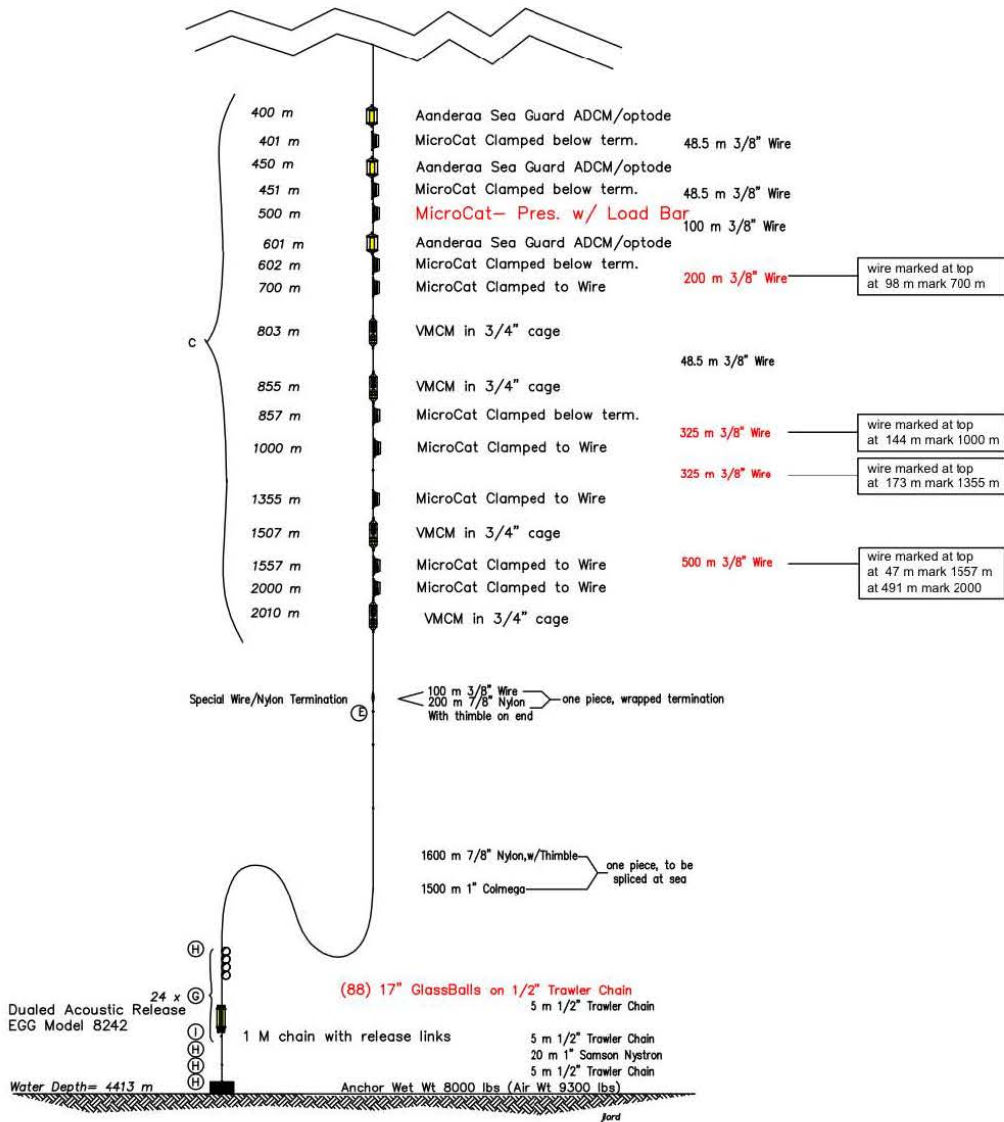 400 m Aanderaa Sea Guard ADCM/optode
401 m MicroCat Clamped below term. 48.5 m 3/8" Wire
450 m Aanderaa Sea Guard ADCM/optode
451 m MicroCat Clamped below term. 48.5 m 3/8" Wire
500 m MicroCat– Pres. w/ Load Bar
100 m 3/8" Wire
601 m Aanderaa Sea Guard ADCM/optode
602 m MicroCat Clamped below term.
200 m 3/8" Wire
wire marked at top
at 98 m mark 700 m
700 m MicroCat Clamped to Wire
C
803 m VMCM in 3/4" cage
48.5 m 3/8" Wire
855 m VMCM in 3/4" cage
857 m MicroCat Clamped below term.
325 m 3/8" Wire
wire marked at top
at 144 m mark 1000 m
1000 m MicroCat Clamped to Wire
325 m 3/8" Wire
wire marked at top
at 173 m mark 1355 m
1355 m MicroCat Clamped to Wire
1507 m VMCM in 3/4" cage
1557 m MicroCat Clamped to Wire
500 m 3/8" Wire
wire marked at top
at 47 m mark 1557 m
at 491 m mark 2000
2000 m MicroCat Clamped to Wire
2010 m VMCM in 3/4" cage
Special Wire/Nylon Termination
E
100 m 3/8" Wire
200 m 7/8" Nylon
With thimble on end
one piece, wrapped termination
1600 m 7/8" Nylon,w/Thimble
1500 m 1" Colmega
one piece, to be
spliced at sea
H
24 x G
(88) 17" GlassBalls on 1/2" Trawler Chain
5 m 1/2" Trawler Chain
Dualed Acoustic Release
EGG Model 8242
I
1 M chain with release links
5 m 1/2" Trawler Chain
H
20 m 1" Samson Nystron
H
5 m 1/2" Trawler Chain
H
Water Depth= 4413 m
Anchor Wet Wt 8000 lbs (Air Wt 9300 lbs)
jlord